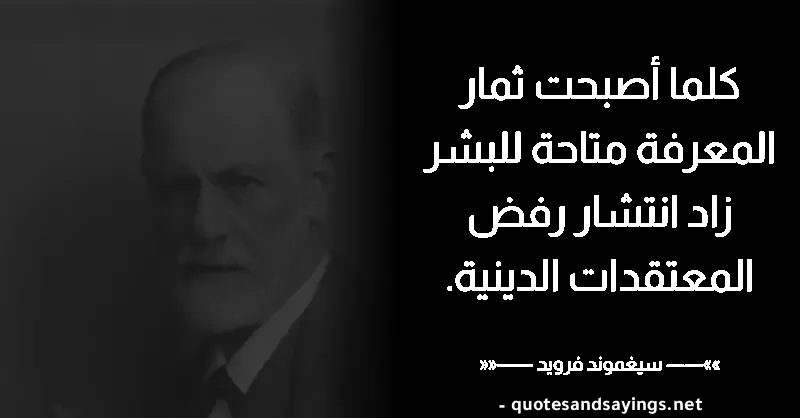 كلما أصبحت ثمار
المعرفة متاحة للبشر
زاد انتشار رفض
المعتقدات الدينية.
»»—— سيغموند فرويد ——««
- quotesandsayings.net